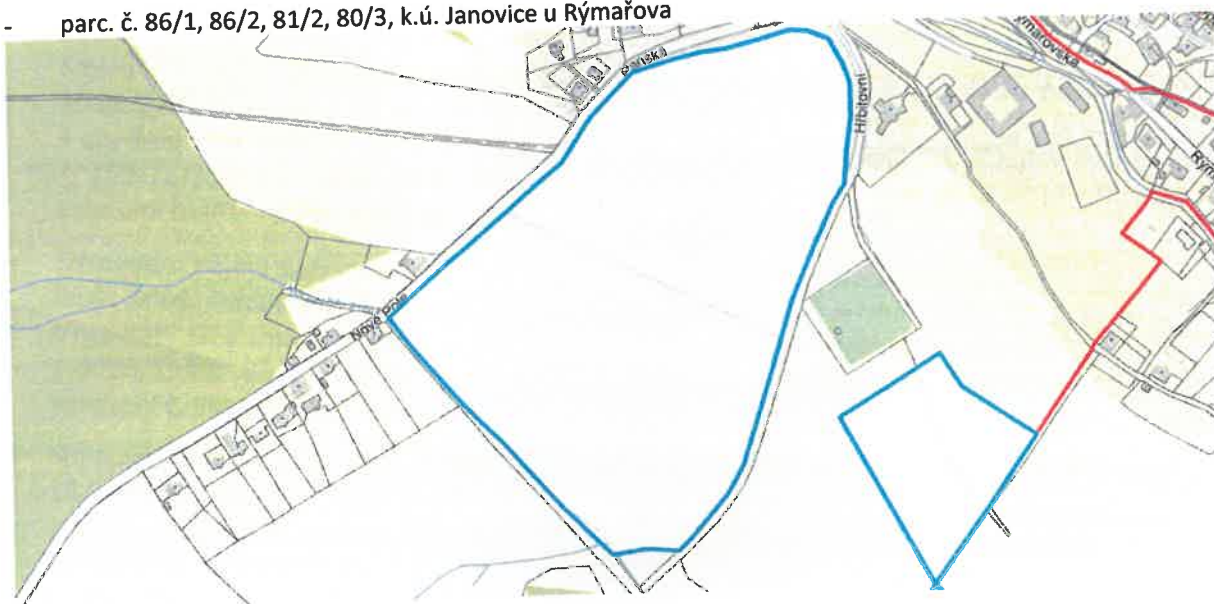 - parc. č. 86/1, 86/2, 81/2, 80/3, k.ú. Janovice u Rýmařova
Hřbitovní
Nové Pole